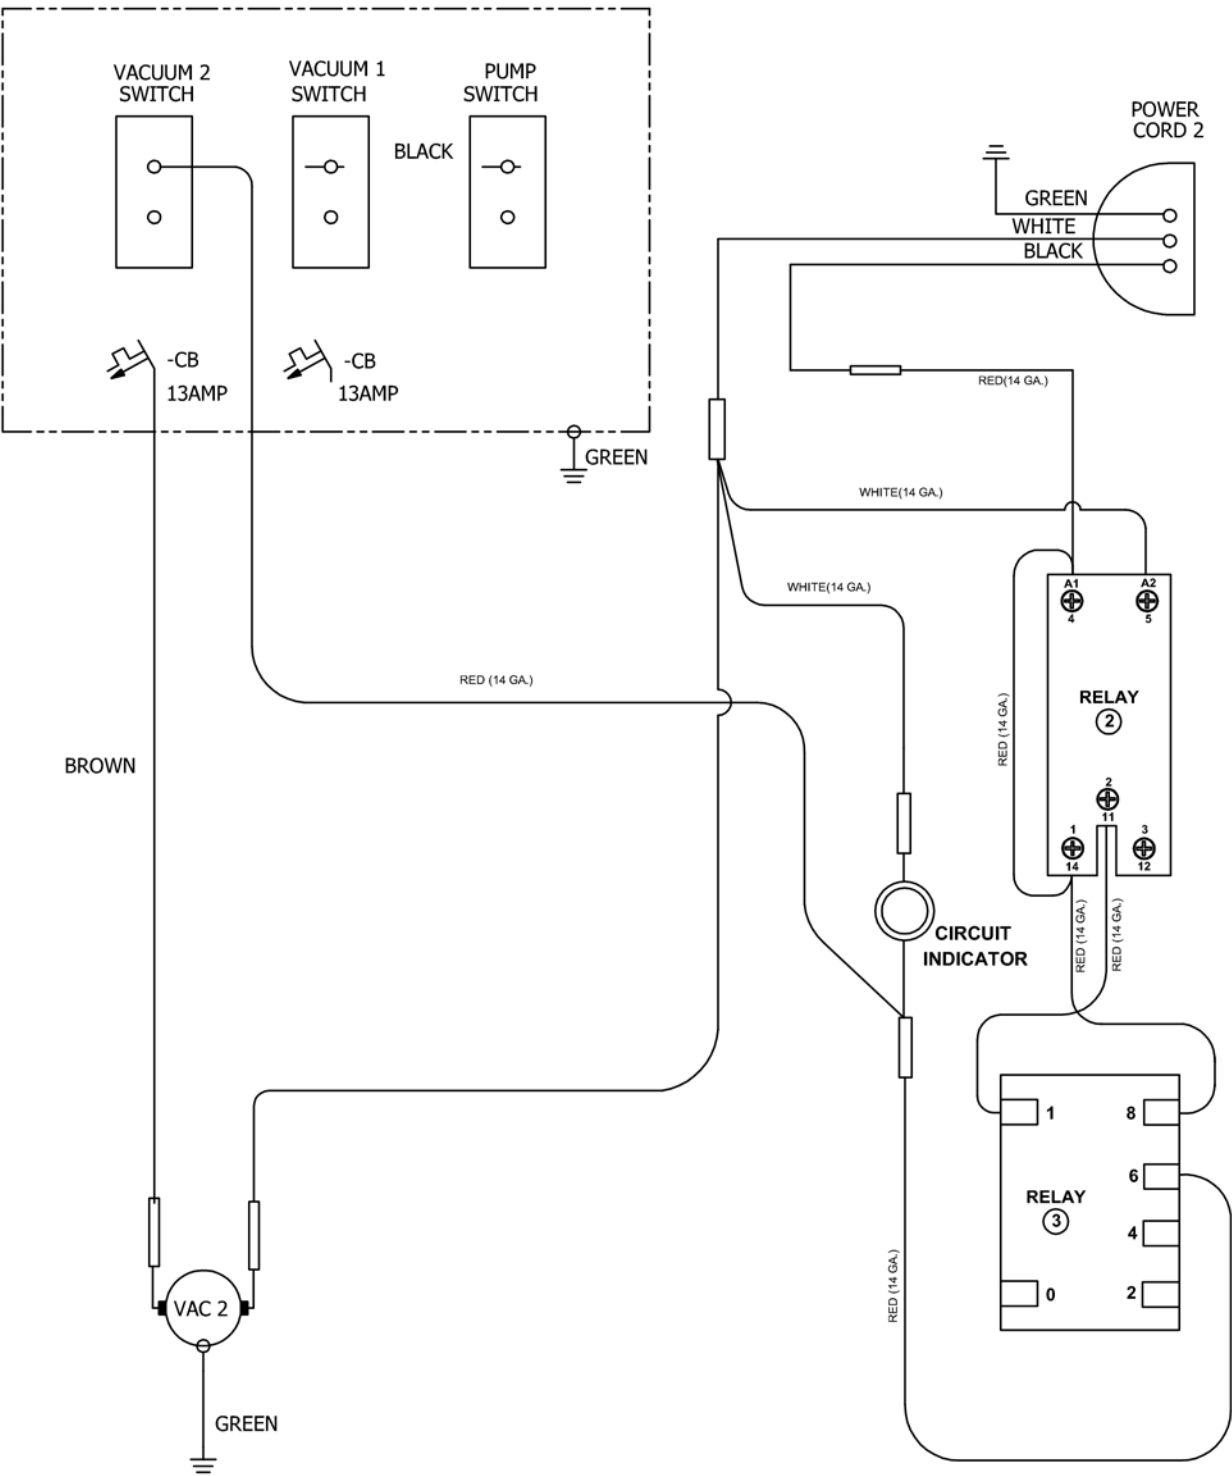 VACUUM 2
SWITCH
VACUUM 1
SWITCH
PUMP
SWITCH
BLACK
POWER
CORD 2
GREEN
WHITE
BLACK
-CB
13AMP
-CB
13AMP
RED(14 GA.)
GREEN
WHITE(14 GA.)
WHITE(14 GA.)
A1
4
A2
5
RED (14 GA.)
RELAY
2
RED (14 GA.)
BROWN
2
11
1
14
3
12
RED (14 GA.)
RED (14 GA.)
CIRCUIT
INDICATOR
1
8
6
RELAY
3
4
0
2
RED (14 GA.)
VAC 2
GREEN